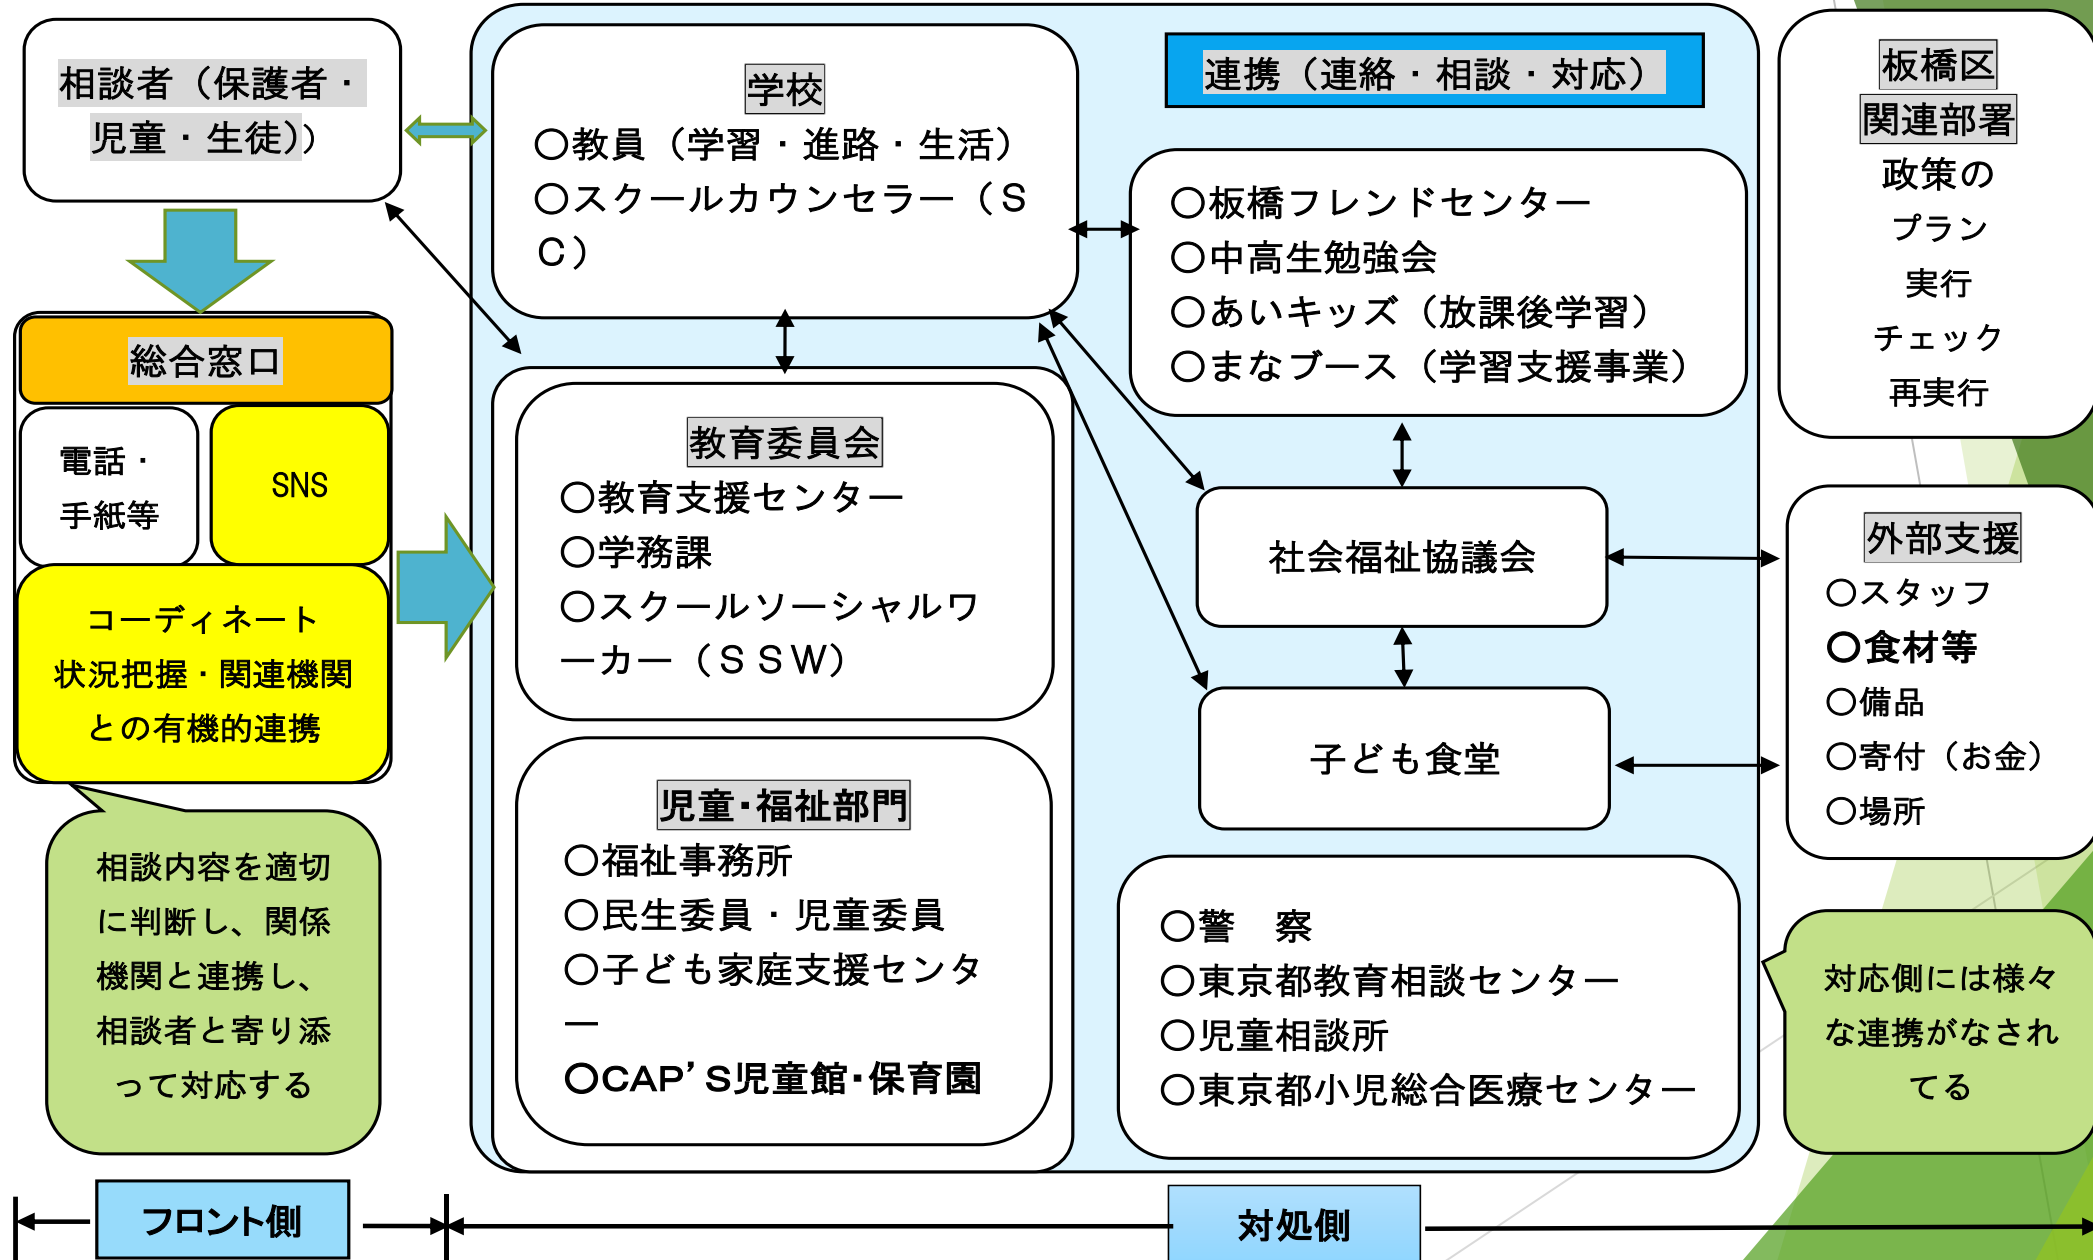 相談者（保護者・
児童・生徒））
総合窓口
電話・
手紙等
SNS
コーディネート
状況把握・関連機関
との有機的連携
相談内容を適切
に判断し、関係
機関と連携し、
相談者と寄り添
って対応する
学校
〇教員（学習・進路・生活）
〇スクールカウンセラー（Ｓ
Ｃ）
教育委員会
〇教育支援センター
〇学務課
〇スクールソーシャルワ
ーカー（ＳＳＷ）
児童・福祉部門
〇福祉事務所
〇民生委員・児童委員
〇子ども家庭支援センタ
ー
〇CAP’S児童館・保育園
連携（連絡・相談・対応）
〇板橋フレンドセンター
〇中高生勉強会
〇あいキッズ（放課後学習）
〇まなブース（学習支援事業）
社会福祉協議会
子ども食堂
〇警　察
〇東京都教育相談センター
〇児童相談所
〇東京都小児総合医療センター
板橋区
関連部署
政策の
プラン
実行
チェック
再実行
外部支援
〇スタッフ
〇食材等
〇備品
〇寄付（お金）
〇場所
対応側には様々
な連携がなされ
てる
フロント側
対処側